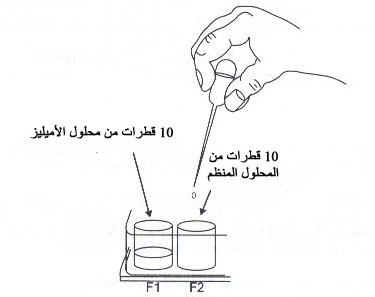 10 قطرات من محلول الأميليز
10 قطرات من
المحلول المنظم
F1 F2